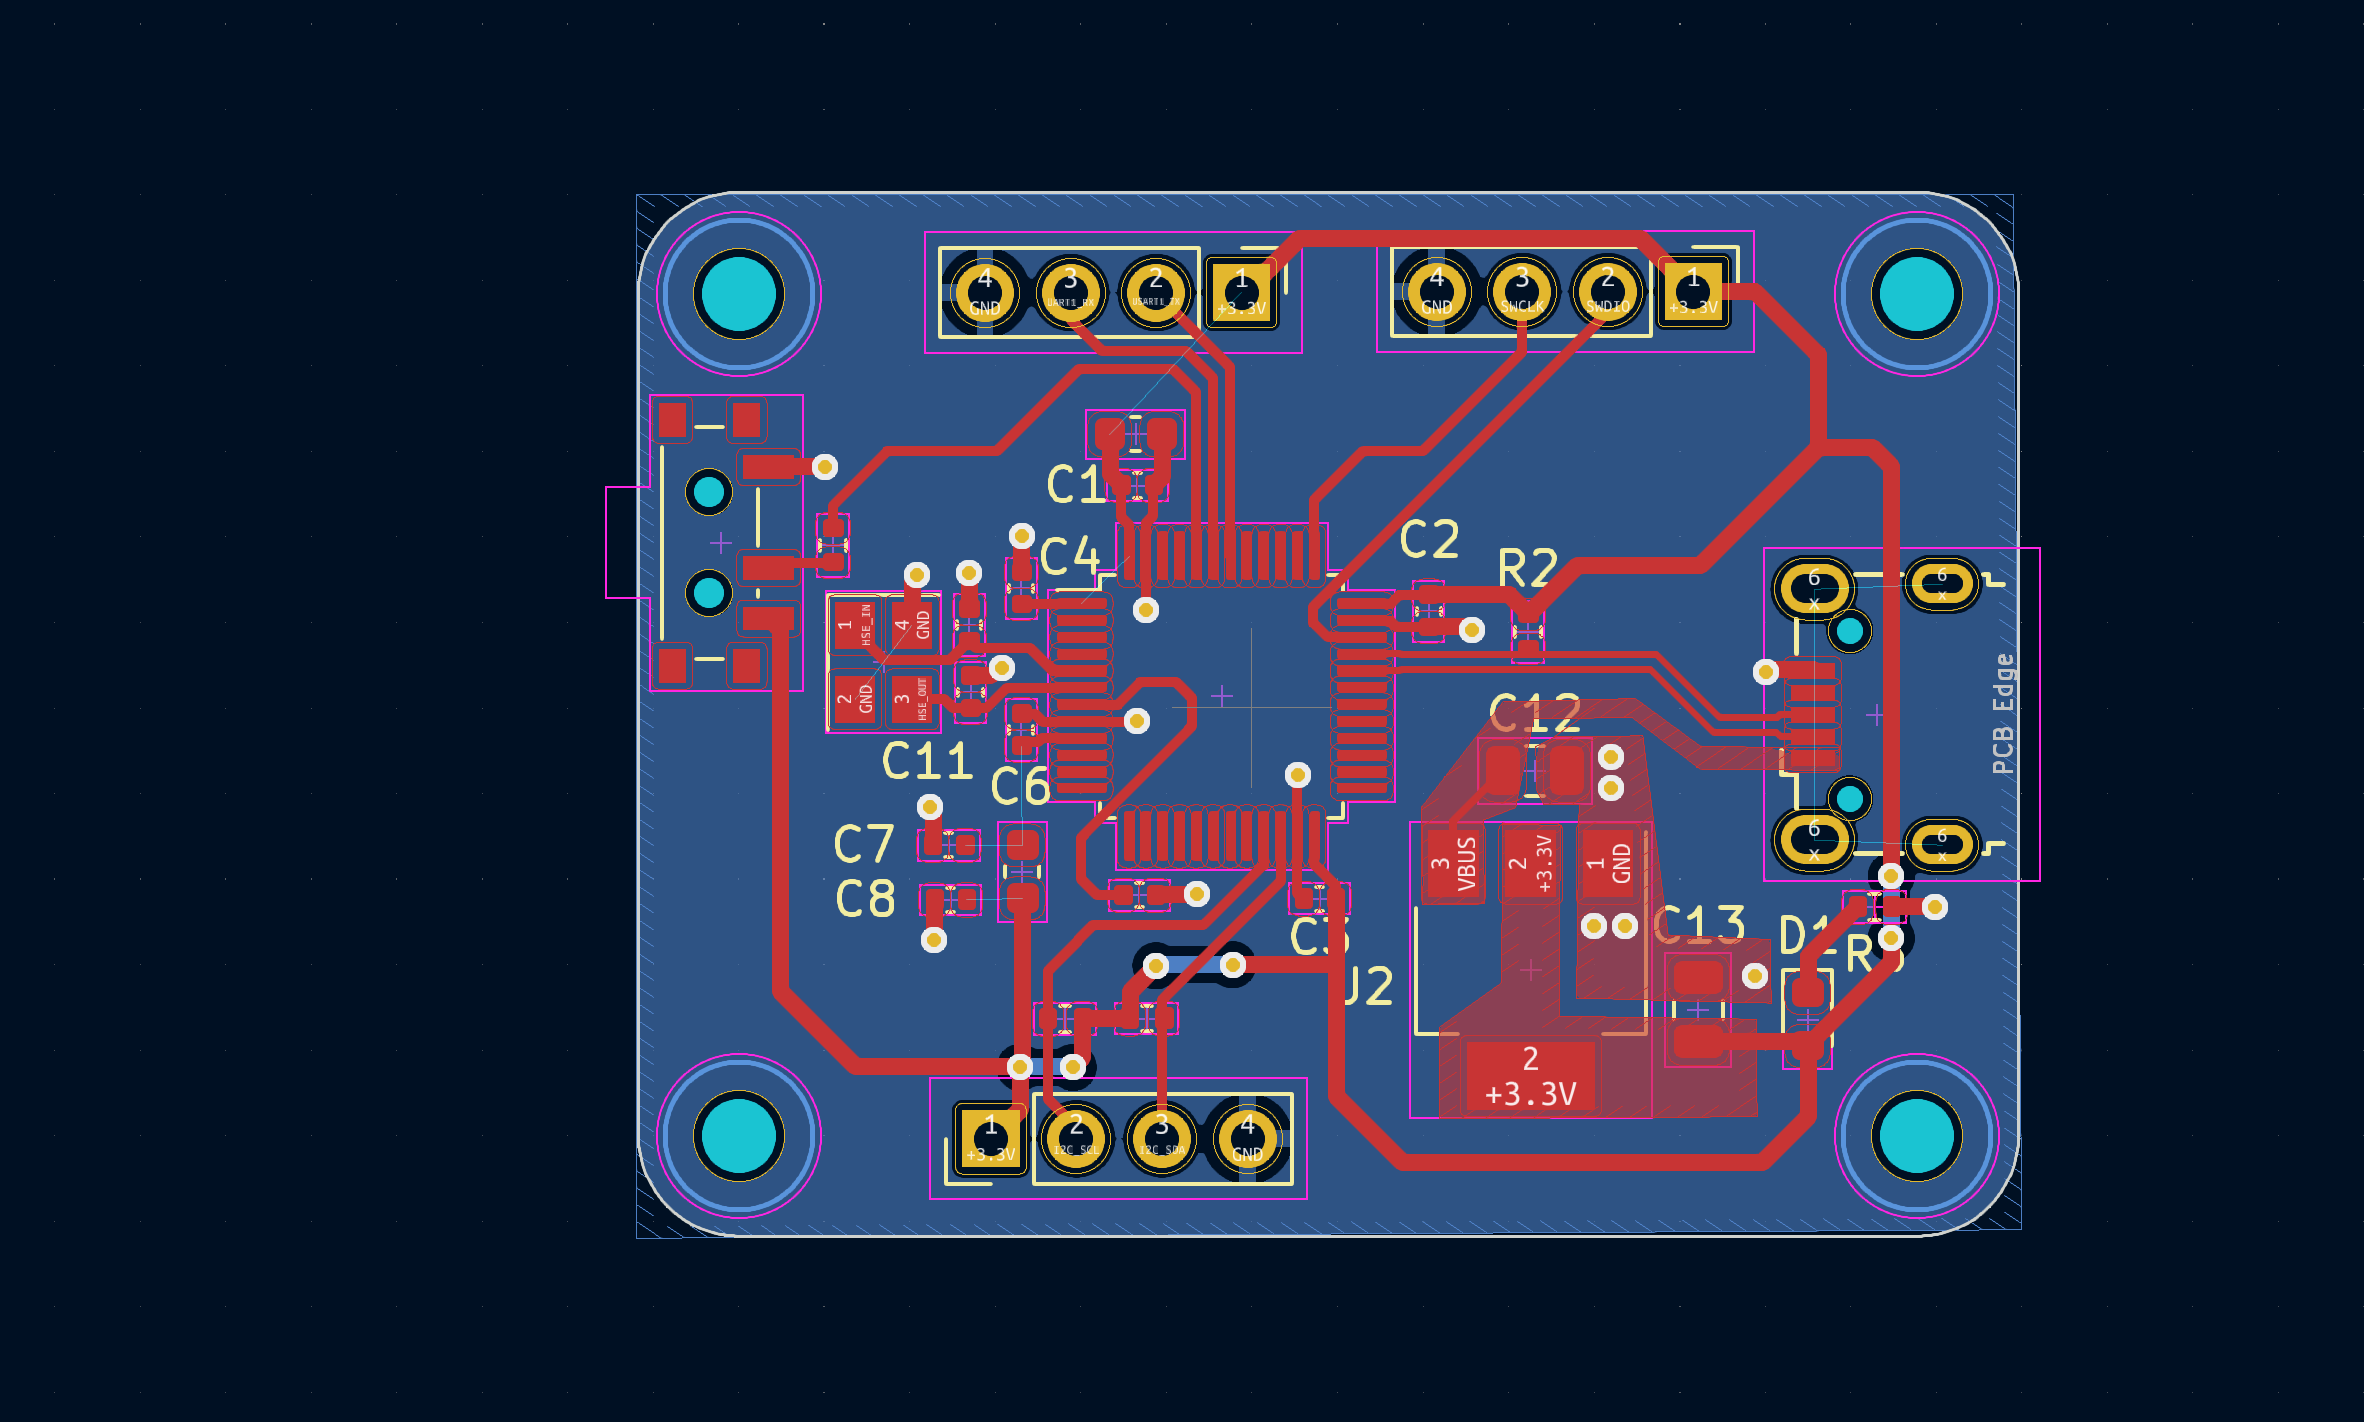 4
GND
3
UART1_RX
2
USART1_TX
1
+3.3V
4
GND
3
SWCLK
2
SWDIO
1
+3.3V
C1
C4
C2
R2
1
HSE_IN
4
GND
2
GND
3
HSE_OUT
C11
C6
C7
C8
6
x
6
x
PCB Edge
C12
3
VBUS
2
+3.3V
1
GND
6
x
6
x
C3
C13
D1
R
J2
2
+3.3V
1
+3.3V
2
I2C_SCL
3
I2C_SDA
4
GND